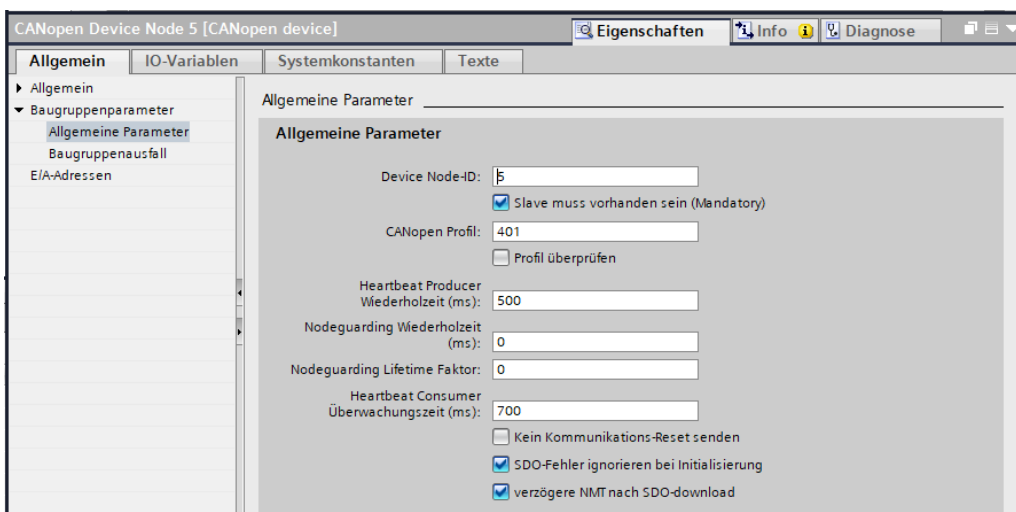 CANopen Device Node 5 [CANopen device]
Eigenschaften
Info
Diagnose
Allgemein
IO-Variablen
Systemkonstanten
Texte
Allgemein
Baugruppenparameter
Allgemeine Parameter
Baugruppenausfall
E/A-Adressen
Allgemeine Parameter
Allgemeine Parameter
Device Node-ID: 5
Slave muss vorhanden sein (Mandatory)
CANopen Profil: 401
Profil überprüfen
Heartbeat Producer
Wiederholzeit (ms): 500
Nodeguarding Wiederholzeit
(ms): 0
Nodeguarding Lifetime Faktor: 0
Heartbeat Consumer
Überwachungszeit (ms): 700
Kein Kommunikations-Reset senden
SDO-Fehler ignorieren bei Initialisierung
verzögere NMT nach SDO-download